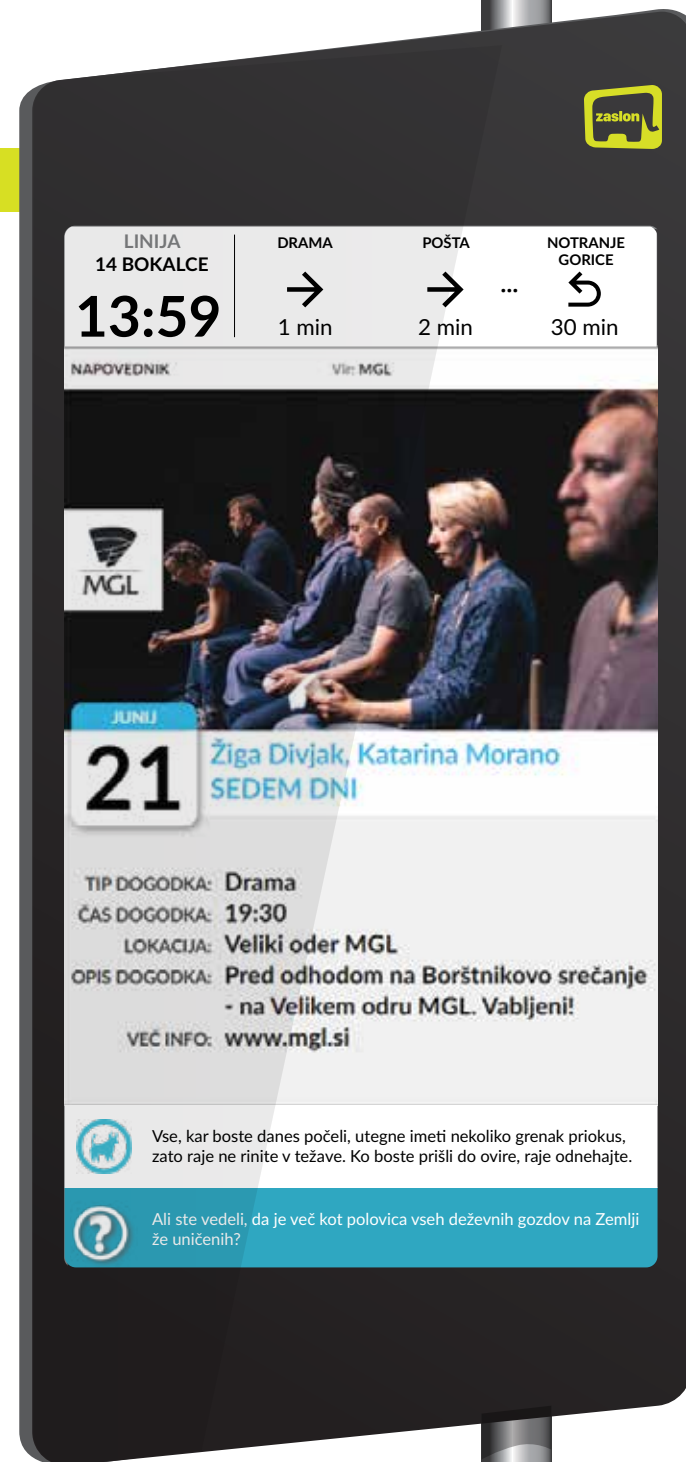 zaslon
LINIJA
14 BOKALCE
13:59
DRAMA
1 min
POŠTA
2 min
...
NOTRANJE
GORICE
30 min
NAPOVEDNIK
Vir: MGL
MGL
JUNIJ
21
Žiga Divjak, Katarina Morano
SEDEM DNI
TIP DOGODKA: Drama
ČAS DOGODKA: 19:30
LOKACIJA: Veliki oder MGL
OPIS DOGODKA: Pred odhodom na Borštnikovo srečanje
- na Velikem odru MGL. Vabljeni!
VEČ INFO: www.mgl.si
Vse, kar boste danes počeli, utegne imeti nekoliko grenak priokus,
zato raje ne rinite v težave. Ko boste prišli do ovire, raje odnehajte.
Ali ste vedeli, da je več kot polovica vseh deževnih gozdov na Zemlji
že uničenih?